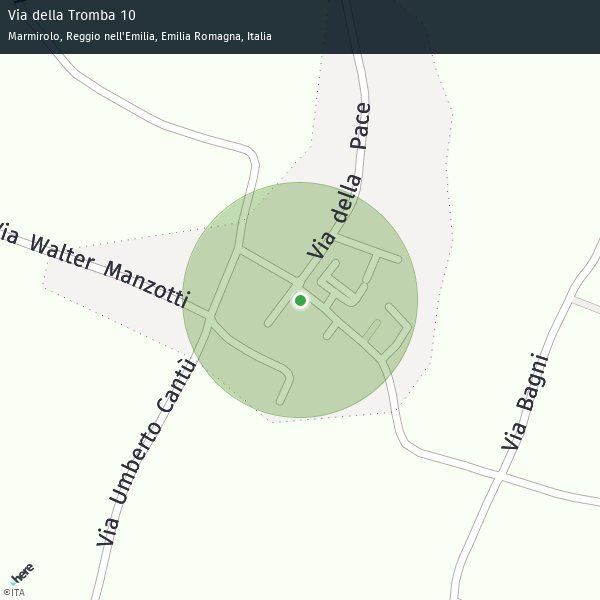 Via della Tromba 10
Marmirolo, Reggio nell'Emilia, Emilia Romagna, Italia
Via della Pace
Via Walter Manzotti
Via Umberto Cantù
Via Bagni
here
©ITA